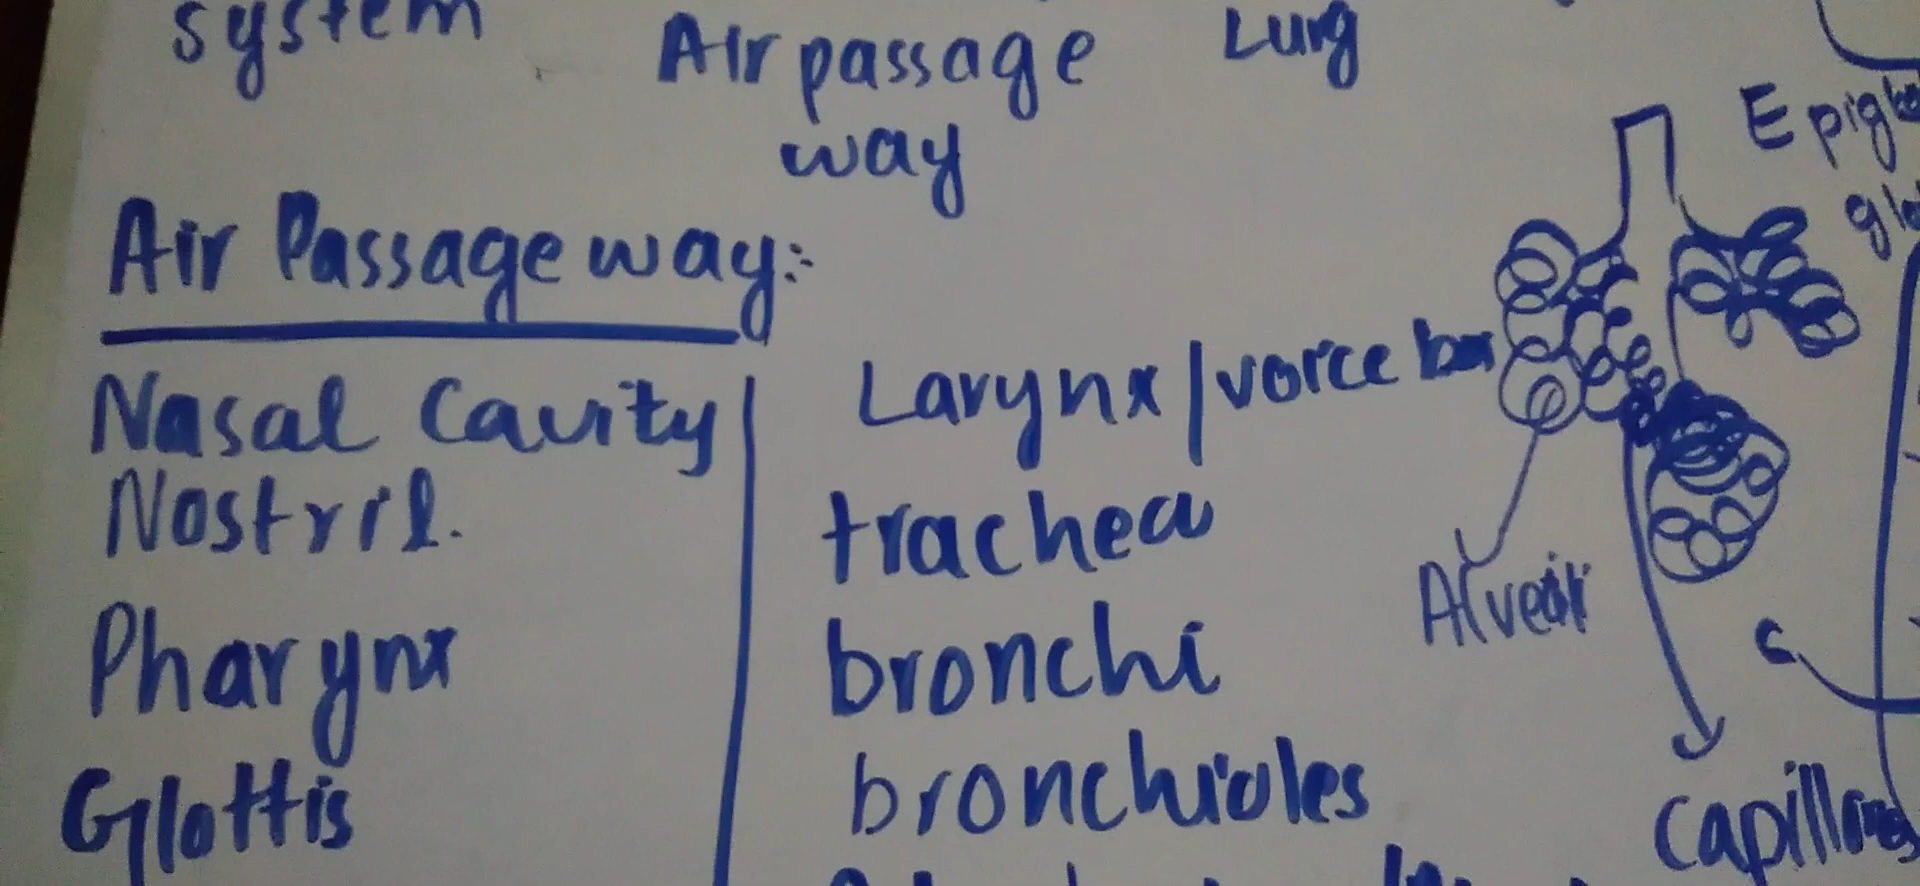 system
Air passage
way
Lung
Air Passage way:-
Nasal Cavity
Nostril.
Pharynx
Glottis
Larynx/voice box
trachea
bronchi
bronchioles
Alveoli
Capillaries